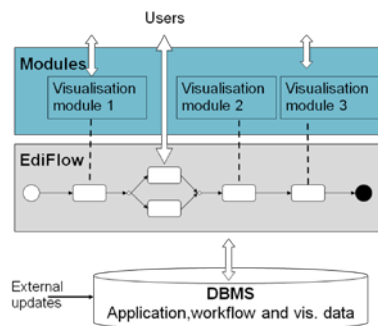 Users
Modules
Visualisation
module 1
Visualisation
module 2
Visualisation
module 3
EdiFlow
External
updates
DBMS
Application,workflow and vis. data